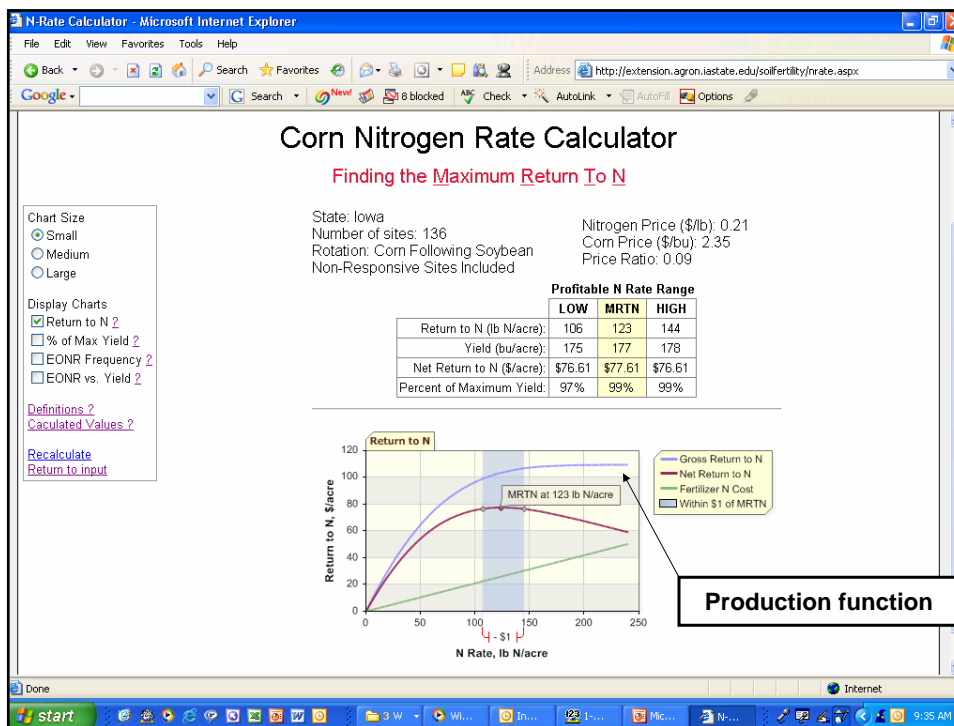 N-Rate Calculator - Microsoft Internet Explorer
File Edit View Favorites Tools Help
Back Search Favorites Address http://extension.agron.iastate.edu/soilfertility/nrate.aspx
Google - G Search New! 8 blocked ABC Check AutoLink AutoFill Options
Corn Nitrogen Rate Calculator
Finding the Maximum Return To N
Chart Size
Small
Medium
Large
Display Charts
Return to N ?
% of Max Yield ?
EONR Frequency ?
EONR vs. Yield ?
Definitions ?
Caculated Values ?
Recalculate
Return to input
State: Iowa
Number of sites: 136
Rotation: Corn Following Soybean
Non-Responsive Sites Included
Nitrogen Price ($/lb): 0.21
Corn Price ($/bu): 2.35
Price Ratio: 0.09
Profitable N Rate Range
LOW MRTN HIGH
Return to N (lb N/acre): 106 123 144
Yield (bu/acre): 175 177 178
Net Return to N ($/acre): $76.61 $77.61 $76.61
Percent of Maximum Yield: 97% 99% 99%
Return to N
Return to N, $/acre
120
100
80
60
40
20
0
MRTN at 123 lb N/acre
0 50 100 150 200 250
- $1
N Rate, lb N/acre
Gross Return to N
Net Return to N
Fertilizer N Cost
Within $1 of MRTN
Production function
Done Internet
start 3 W Wi... In... 123 1-... Mic... N-... 9:35 AM